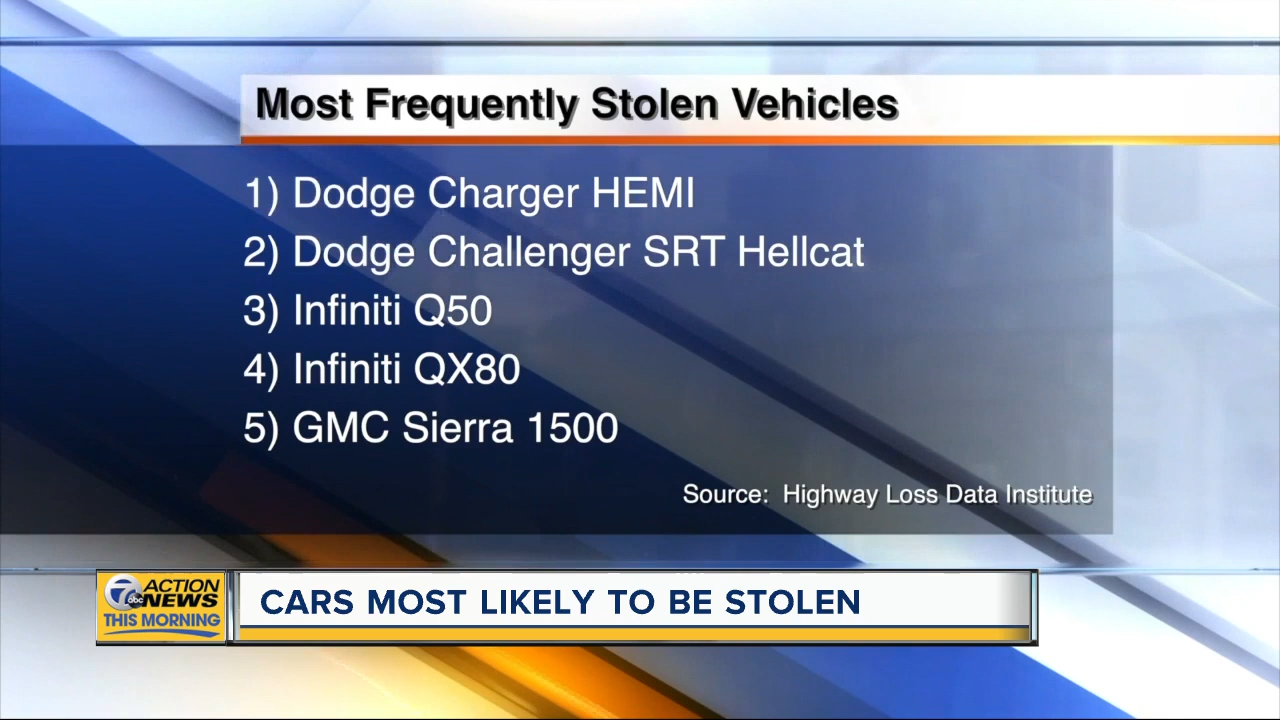 Most Frequently Stolen Vehicles
1) Dodge Charger HEMI
2) Dodge Challenger SRT Hellcat
3) Infiniti Q50
4) Infiniti QX80
5) GMC Sierra 1500
Source: Highway Loss Data Institute
7 abc ACTION NEWS
THIS MORNING
CARS MOST LIKELY TO BE STOLEN